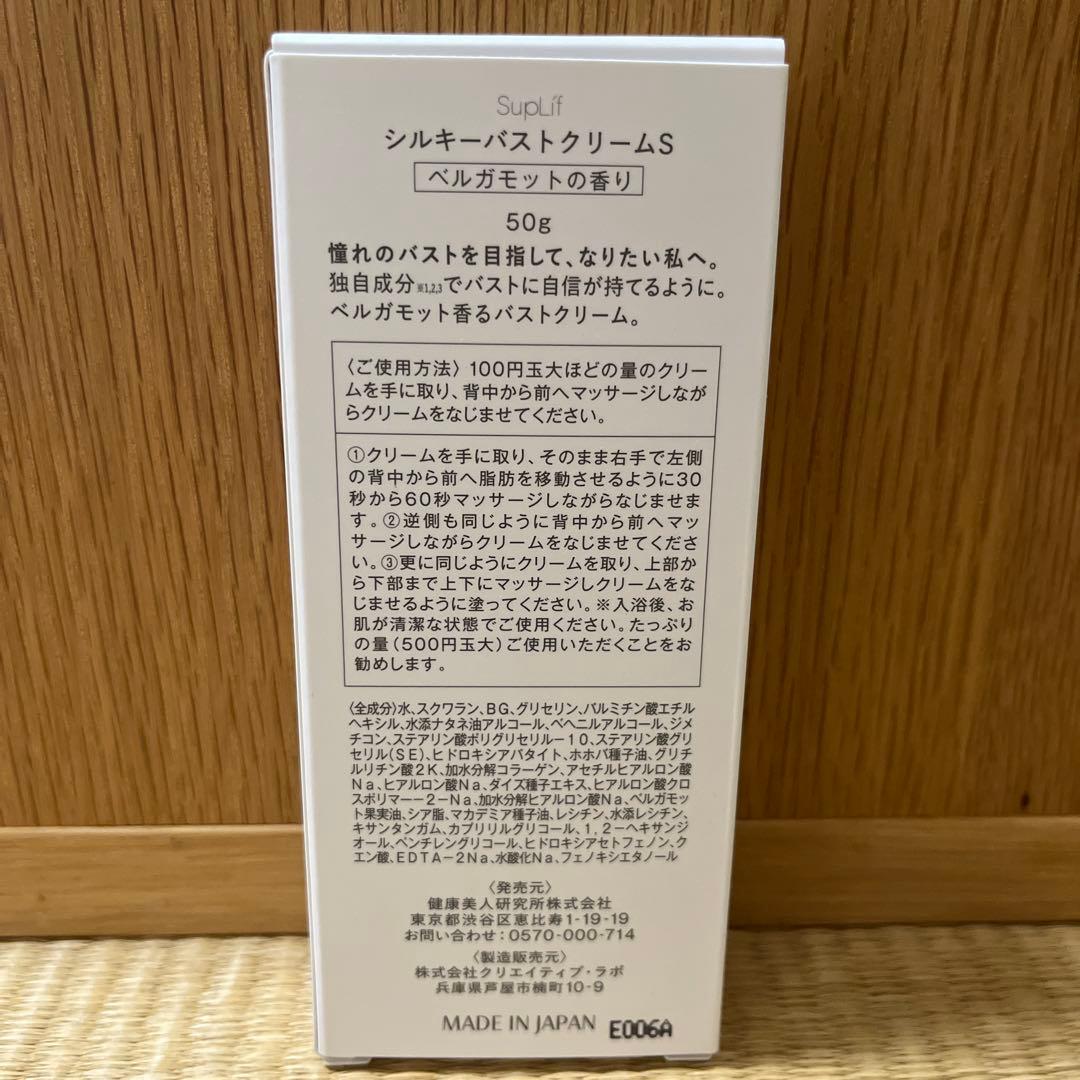 SupLif
シルキーバストクリームS
ベルガモットの香り
50g
憧れのバストを目指して、なりたい私へ。
独自成分※1,2,3でバストに自信が持てるように。
ベルガモット香るバストクリーム。
〈ご使用方法〉100円玉大ほどの量のクリー
ムを手に取り、背中から前へマッサージしなが
らクリームをなじませてください。
①クリームを手に取り、そのまま右手で左側
の背中から前へ脂肪を移動させるように30
秒から60秒マッサージしながらなじませま
す。②逆側も同じように背中から前へマッ
サージしながらクリームをなじませてくださ
い。③更に同じようにクリームを取り、上部か
ら下部まで上下にマッサージしクリームをな
じませるように塗ってください。※入浴後、お
肌が清潔な状態でご使用ください。たっぷり
の量（500円玉大）ご使用いただくことをお
勧めします。
〈全成分〉水、スクワラン、BG、グリセリン、パルミチン酸エチル
ヘキシル、水添ナタネ油アルコール、ベヘニルアルコール、ジメ
チコン、ステアリン酸ポリグリセリル－10、ステアリン酸グリ
セリル（SE）、ヒドロキシアパタイト、ホホバ種子油、グリチ
ルリチン酸2K、加水分解コラーゲン、アセチルヒアルロン酸
Na、ヒアルロン酸Na、ダイズ種子エキス、ヒアルロン酸クロ
スポリマー－2－Na、加水分解ヒアルロン酸Na、ベルガモッ
ト果実油、シア脂、マカデミア種子油、レシチン、水添レシチン、
キサンタンガム、カプリリルグリコール、1，2－ヘキサンジ
オール、ペンチレングリコール、ヒドロキシアセトフェノン、ク
エン酸、EDTA－2Na、水酸化Na、フェノキシエタノール
〈発売元〉
健康美人研究所株式会社
東京都渋谷区恵比寿1-19-19
お問い合わせ：0570-000-714
〈製造販売元〉
株式会社クリエイティブ・ラボ
兵庫県芦屋市楠町10-9
MADE IN JAPAN
E006A